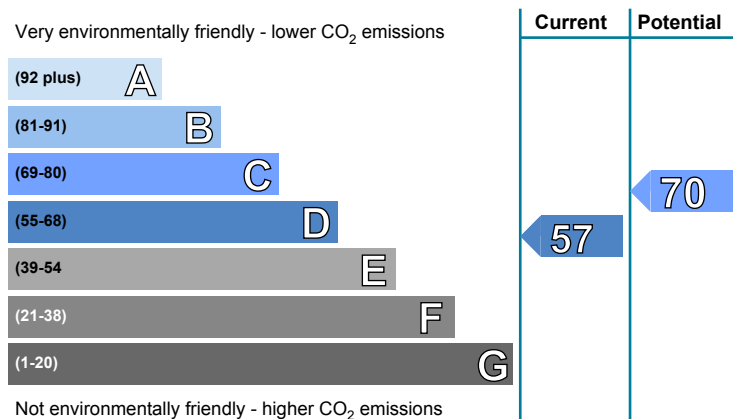 Current Potential
Very environmentally friendly - lower CO2 emissions
(92 plus) A
(81-91) B
(69-80) C
70
(55-68) D
57
(39-54 E
(21-38) F
(1-20) G
Not environmentally friendly - higher CO2 emissions